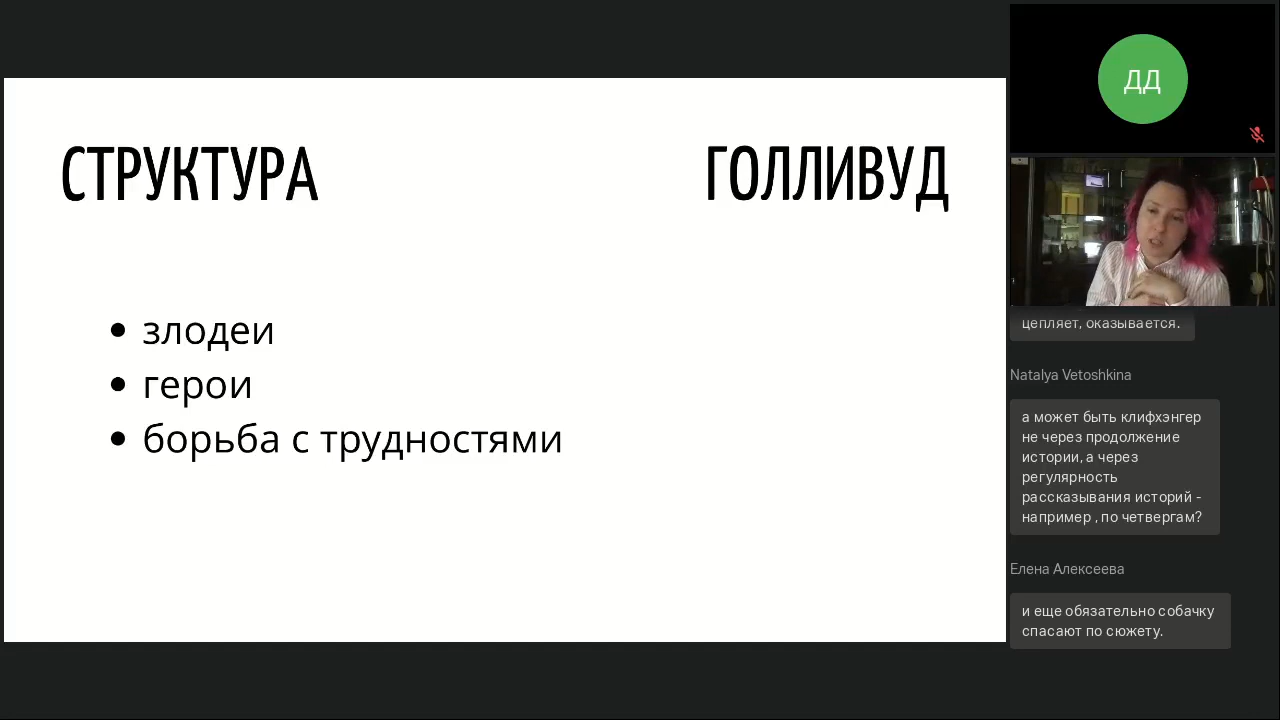 СТРУКТУРА
ГОЛЛИВУД
• злодеи
• герои
• борьба с трудностями
ДД
цепляет, оказывается.
Natalya Vetoshkina
а может быть клифхэнгер
не через продолжение
истории, а через
регулярность
рассказывания историй -
например , по четвергам?
Елена Алексеева
и еще обязательно собачку
спасают по сюжету.